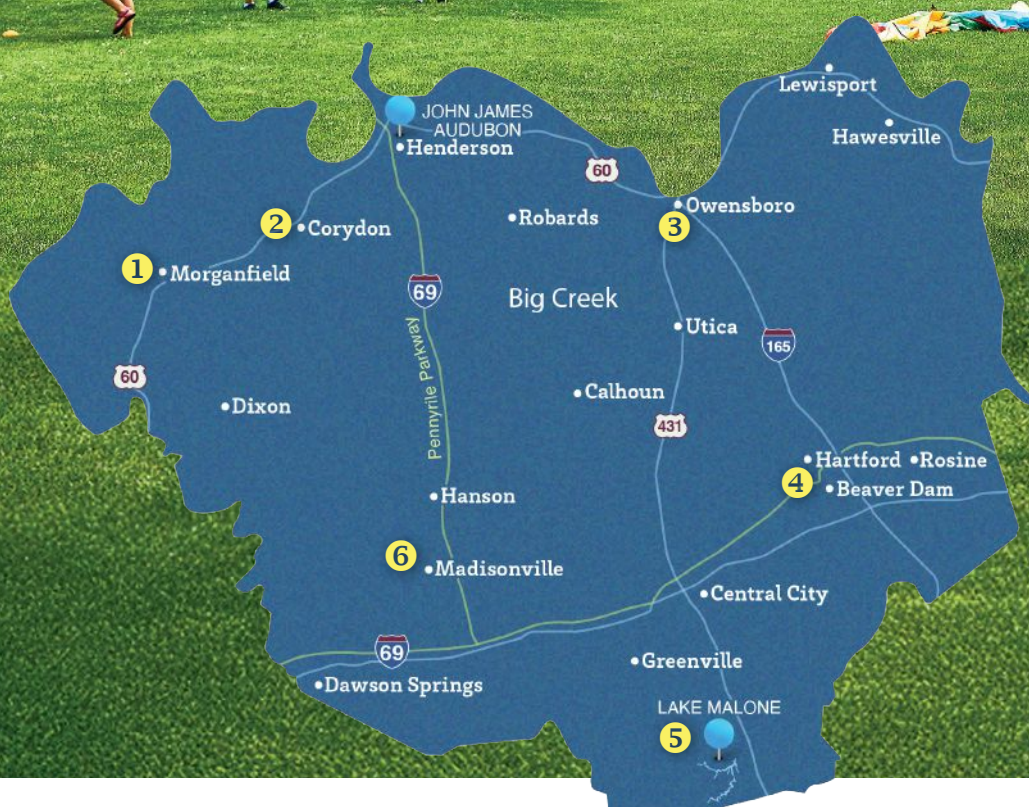 Lewisport
JOHN JAMES
AUDUBON
Hawesville
Henderson
60
Owensboro
Robards
2
Corydon
3
1
Morganfield
69
Big Creek
Utica
165
Pennyrile Parkway
60
Calhoun
Dixon
431
Hartford
Rosine
4
Beaver Dam
Hanson
6
Madisonville
Central City
69
Greenville
Dawson Springs
LAKE MALONE
5